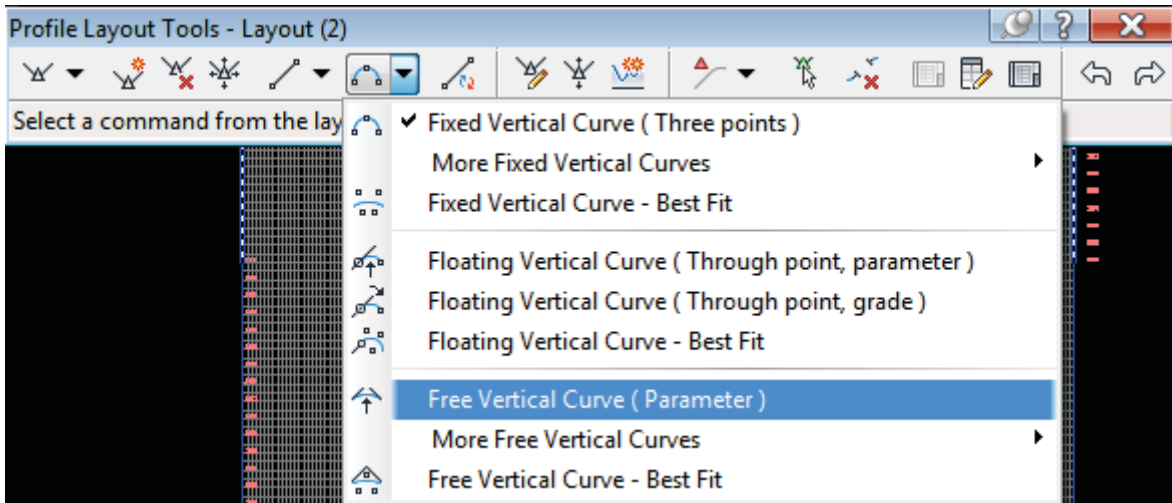 Profile Layout Tools - Layout (2)
Select a command from the lay
Fixed Vertical Curve ( Three points )
More Fixed Vertical Curves
Fixed Vertical Curve - Best Fit
Floating Vertical Curve ( Through point, parameter )
Floating Vertical Curve ( Through point, grade )
Floating Vertical Curve - Best Fit
Free Vertical Curve ( Parameter )
More Free Vertical Curves
Free Vertical Curve - Best Fit